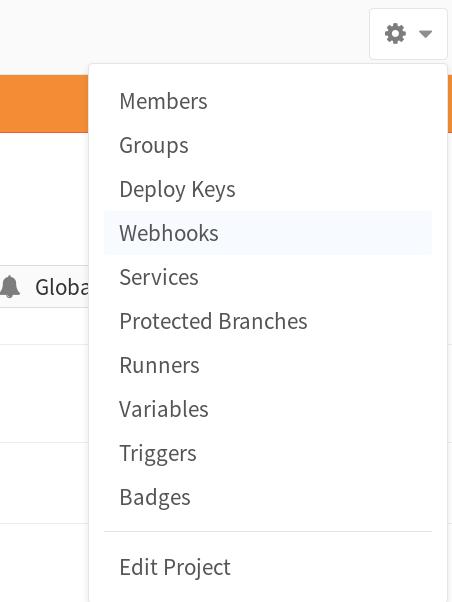 Members
Groups
Deploy Keys
Webhooks
Services
Globa
Protected Branches
Runners
Variables
Triggers
Badges
Edit Project